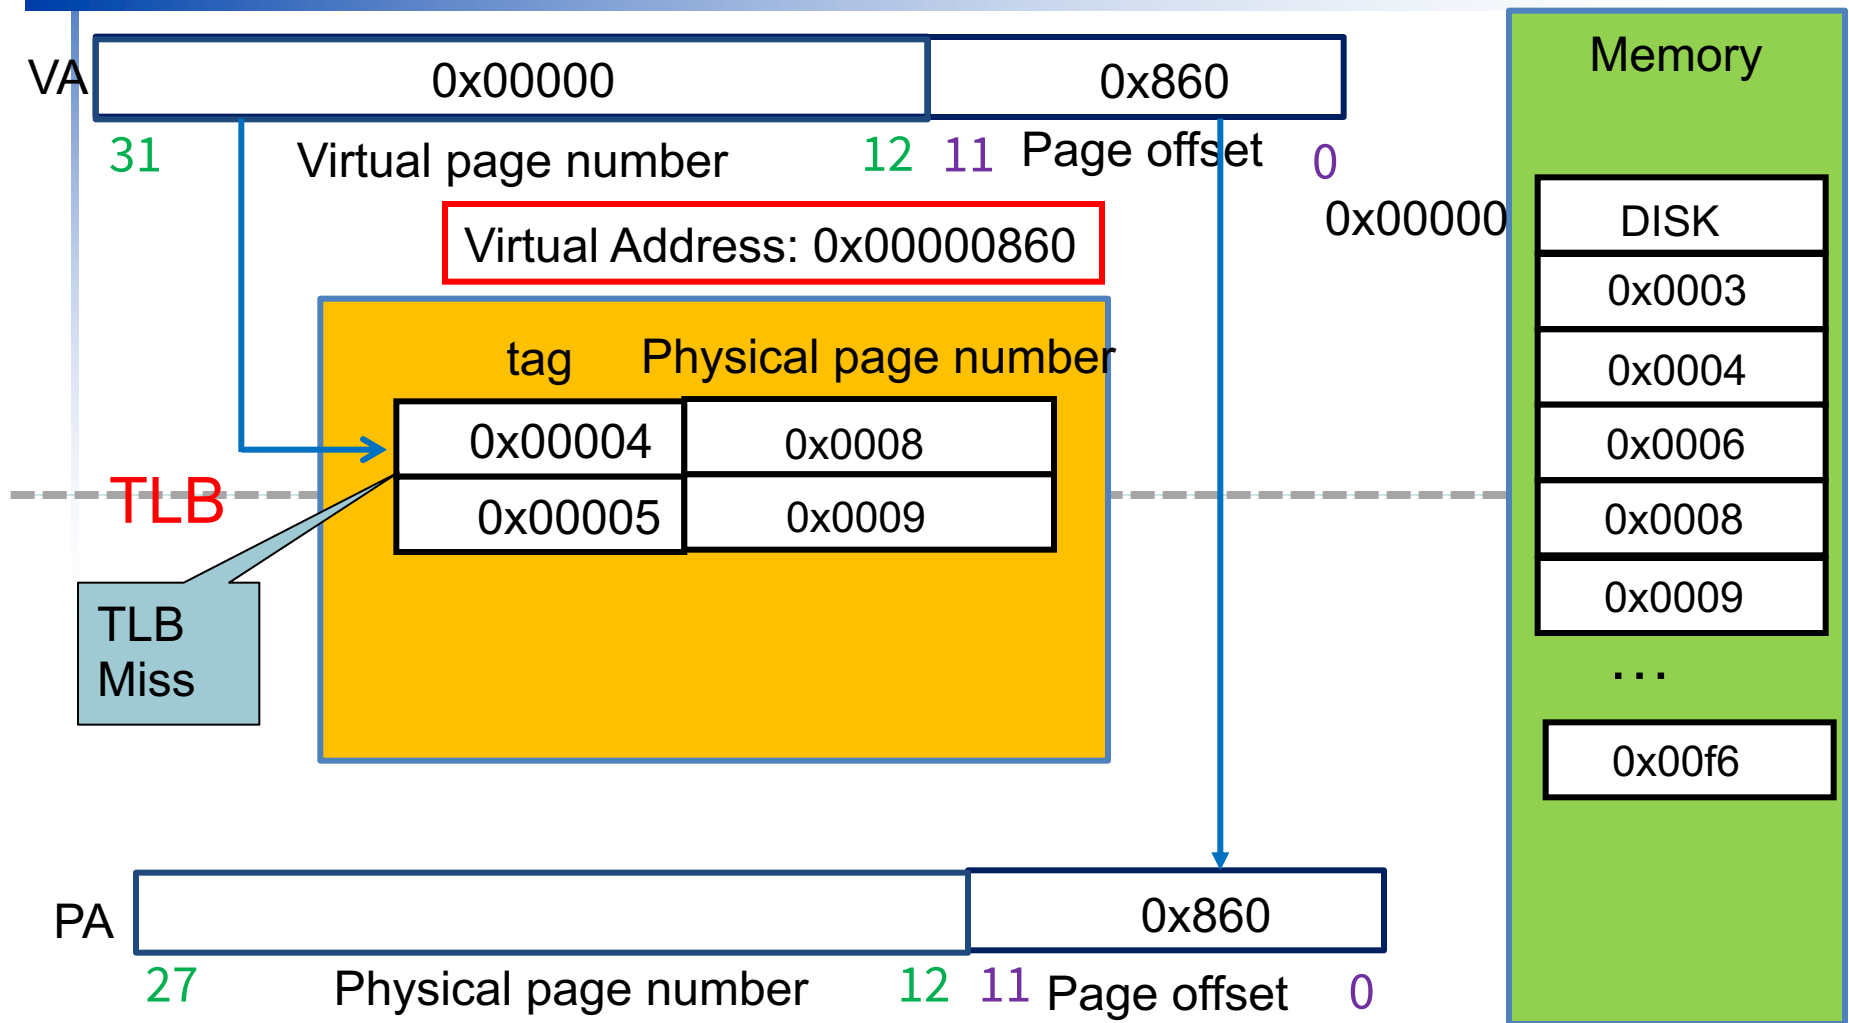 VA 0x00000 0x860
31 Virtual page number 12 11 Page offset 0
Virtual Address: 0x00000860
tag Physical page number
0x00004 0x0008
0x00005 0x0009
TLB
TLB
Miss
PA 0x860
27 Physical page number 12 11 Page offset 0
Memory
0x00000 DISK
0x0003
0x0004
0x0006
0x0008
0x0009
...
0x00f6